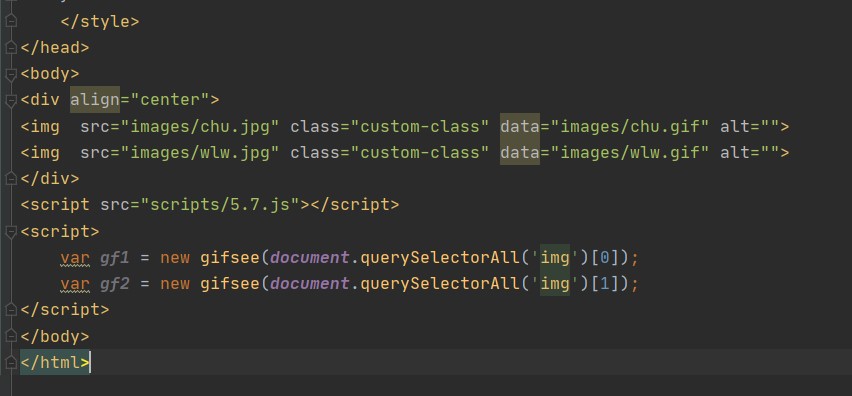 </style>
</head>
<body>
<div align="center">
<img  src="images/chu.jpg" class="custom-class" data="images/chu.gif" alt="">
<img  src="images/wlw.jpg" class="custom-class" data="images/wlw.gif" alt="">
</div>
<script src="scripts/5.7.js"></script>
<script>
    var gf1 = new gifsee(document.querySelectorAll('img')[0]);
    var gf2 = new gifsee(document.querySelectorAll('img')[1]);
</script>
</body>
</html>